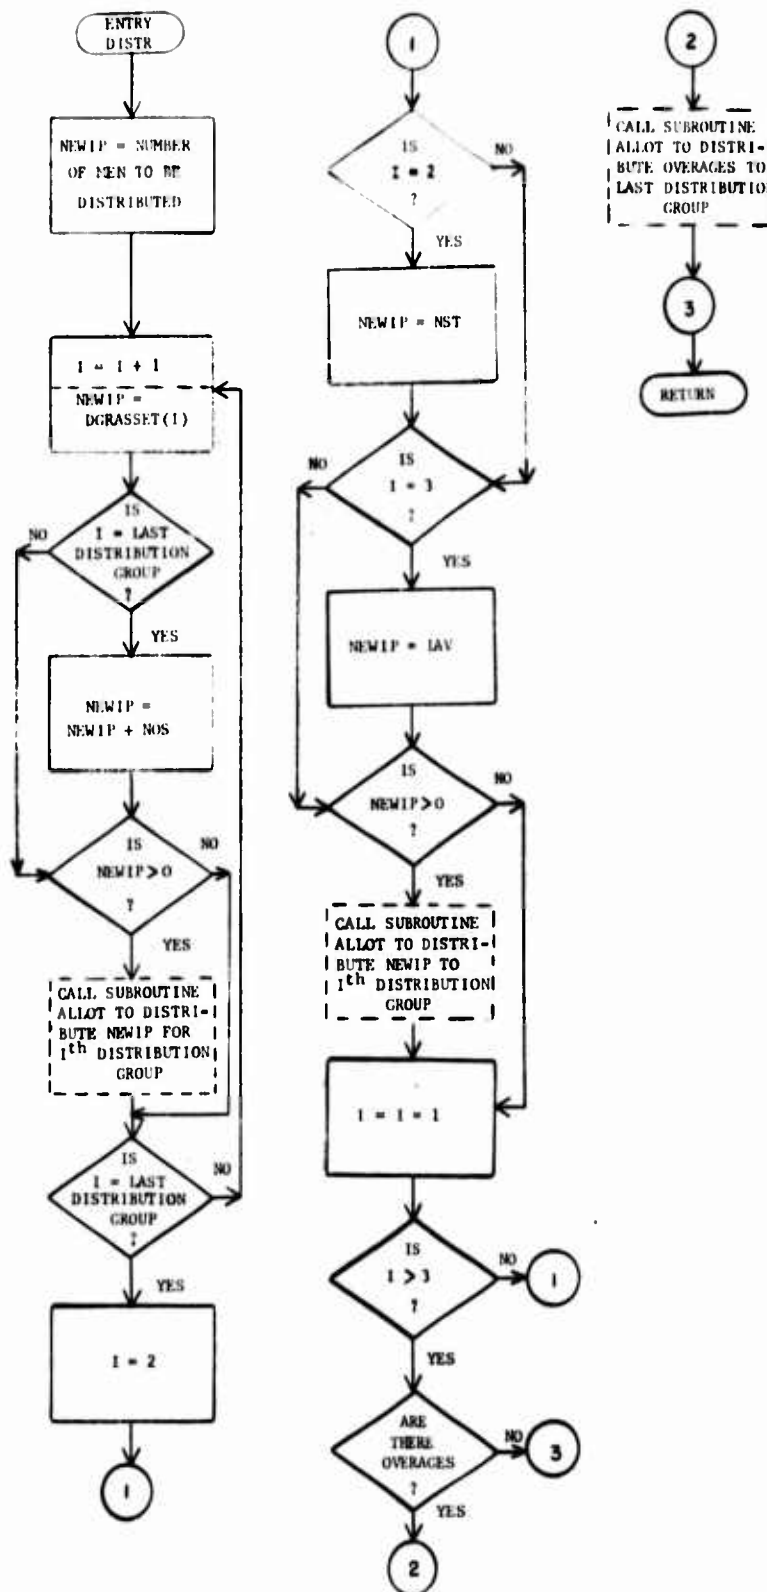 ENTRY
DISTR
NEWIP = NUMBER
OF MEN TO BE
DISTRIBUTED
I = I + 1
NEWIP =
DGRASSET(I)
IS
I = LAST
DISTRIBUTION
GROUP
?
NO
YES
NEWIP =
NEWIP + NOS
IS
NEWIP > 0
?
NO
YES
CALL SUBROUTINE
ALLOT TO DISTRI-
BUTE NEWIP FOR
Ith DISTRIBUTION
GROUP
IS
I = LAST
DISTRIBUTION
GROUP
?
NO
YES
I = 2
1
1
IS
I = 2
?
NO
YES
NEWIP = NST
IS
I = 3
?
NO
YES
NEWIP = IAV
IS
NEWIP > 0
?
NO
YES
CALL SUBROUTINE
ALLOT TO DISTRI-
BUTE NEWIP TO
Ith DISTRIBUTION
GROUP
I = I = 1
IS
I > 3
?
NO
1
YES
ARE
THERE
OVERAGES
?
NO
3
YES
2
2
CALL SUBROUTINE
ALLOT TO DISTRI-
BUTE OVERAGES TO
LAST DISTRIBUTION
GROUP
3
RETURN